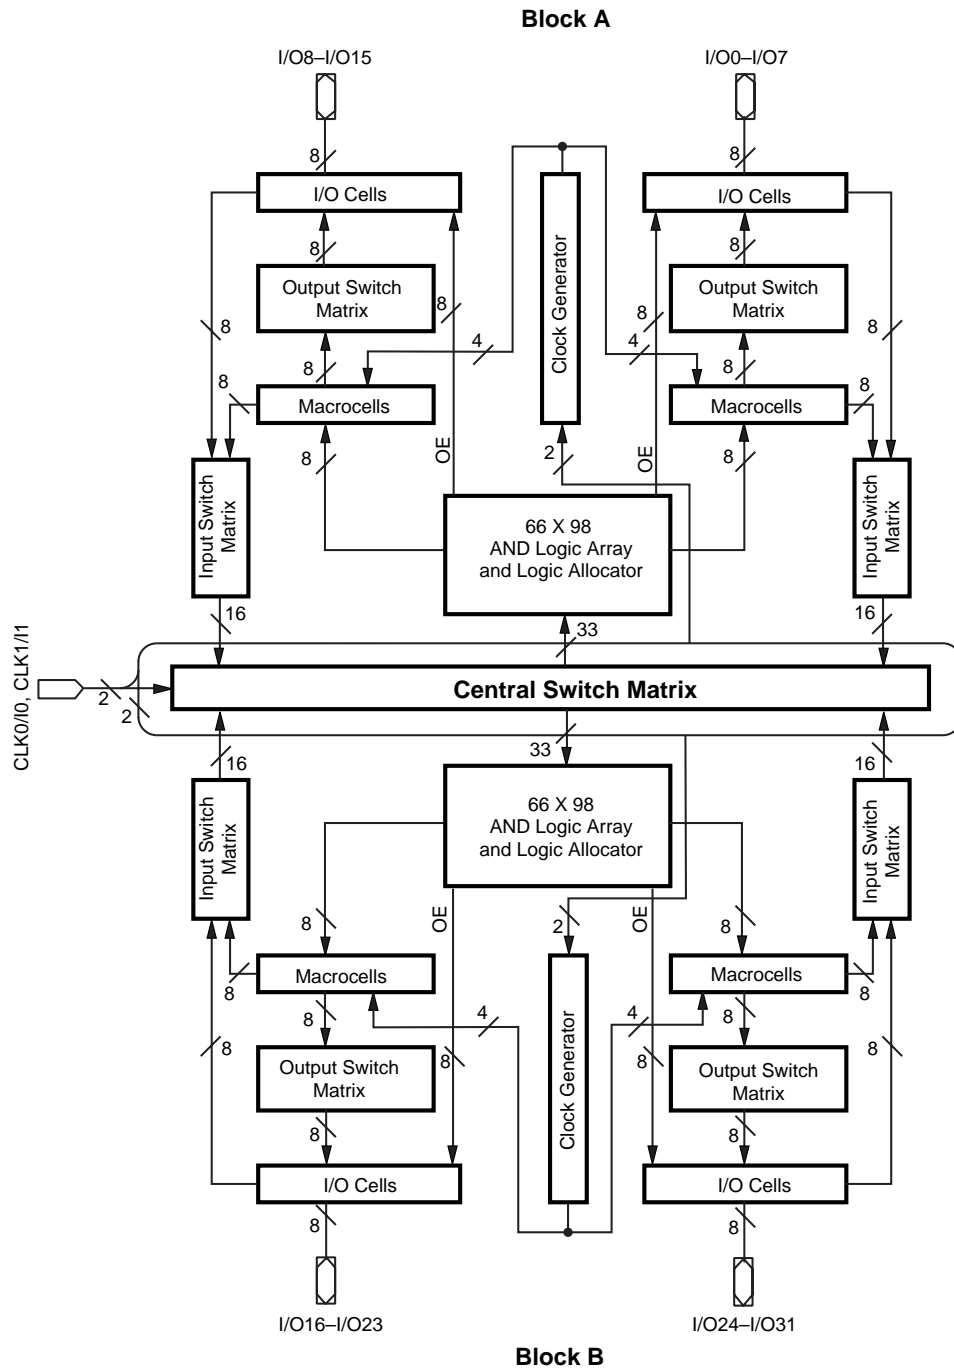 Block A
I/O8–I/O15
I/O0–I/O7
8
8
I/O Cells
I/O Cells
8
8
Output Switch
Matrix
Clock Generator
Output Switch
Matrix
8
8
8
8
4
4
8
8
8
8
Macrocells
Macrocells
8
OE
2
OE
8
Input Switch
Matrix
66 X 98
AND Logic Array
and Logic Allocator
Input Switch
Matrix
16
33
16
CLK0/I0, CLK1/I1
2
2
Central Switch Matrix
33
16
16
Input Switch
Matrix
66 X 98
AND Logic Array
and Logic Allocator
Input Switch
Matrix
8
OE
2
OE
8
Macrocells
Macrocells
8
8
8
8
4
4
8
8
8
8
Output Switch
Matrix
Clock Generator
Output Switch
Matrix
8
8
I/O Cells
I/O Cells
8
8
I/O16–I/O23
I/O24–I/O31
Block B